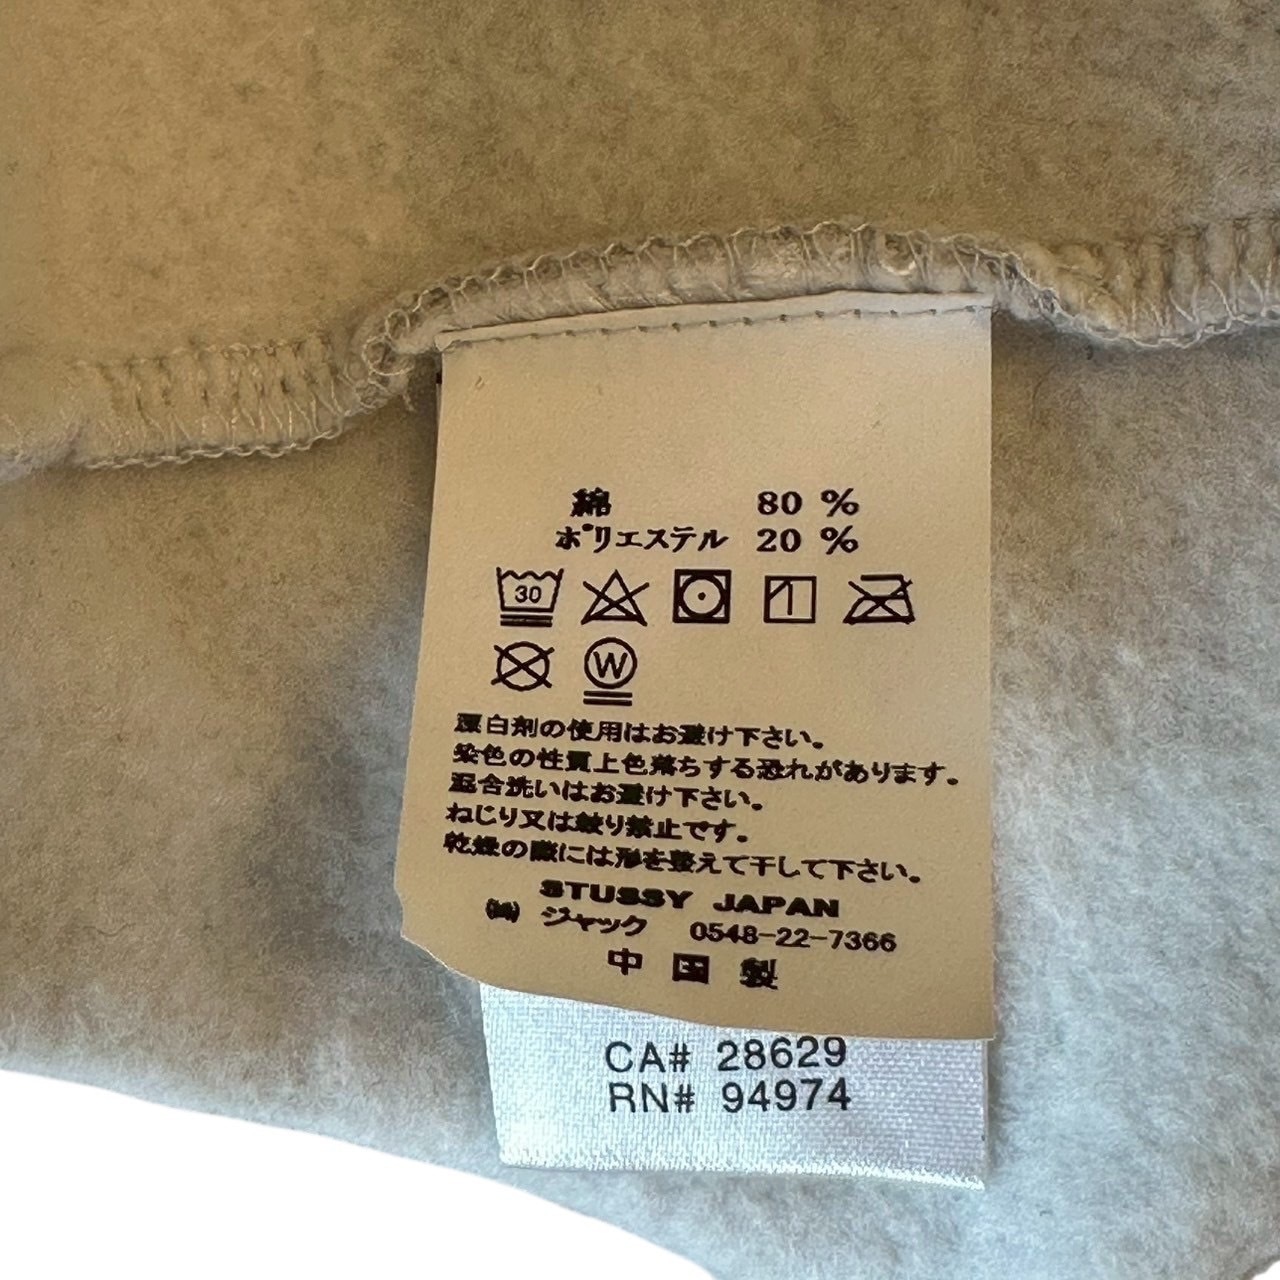 綿 80 %
ポリエステル 20 %
30
W
漂白剤の使用はお避け下さい。
染色の性質上色落ちする恐れがあります。
混合洗いはお避け下さい。
ねじり又は絞り禁止です。
乾燥の際には形を整えて干して下さい。
STUSSY JAPAN
㈱ ジャック 0548-22-7366
中国製
CA# 28629
RN# 94974